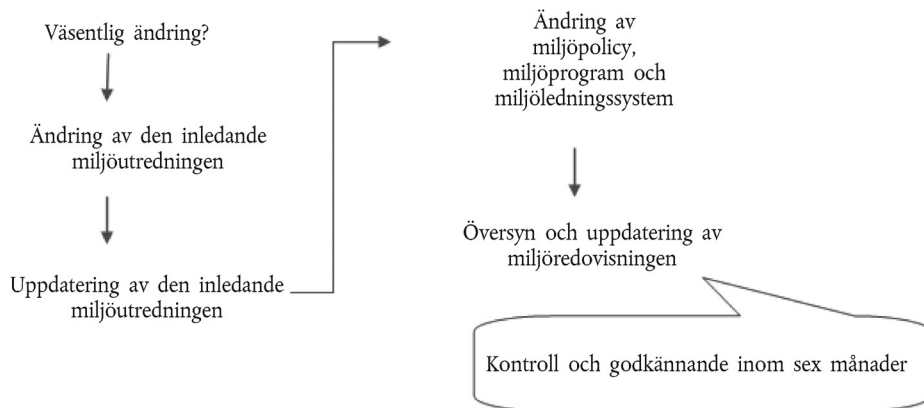 Väsentlig ändring?
Ändring av den inledande
miljöutredningen
Uppdatering av den inledande
miljöutredningen
Ändring av
miljöpolicy,
miljöprogram och
miljöledningssystem
Översyn och uppdatering av
miljöredovisningen
Kontroll och godkännande inom sex månader